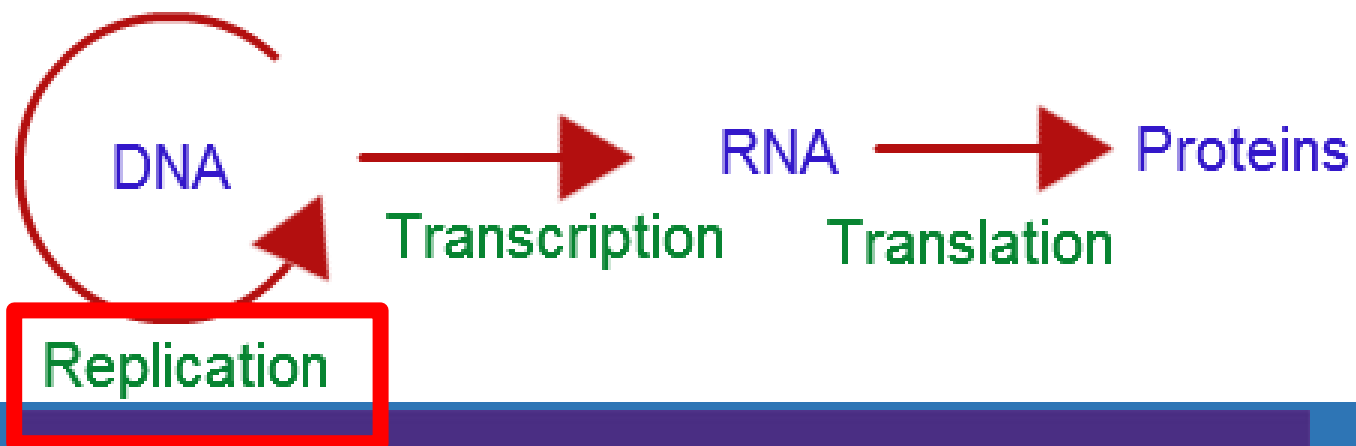 DNA
RNA
Proteins
Transcription
Translation
Replication